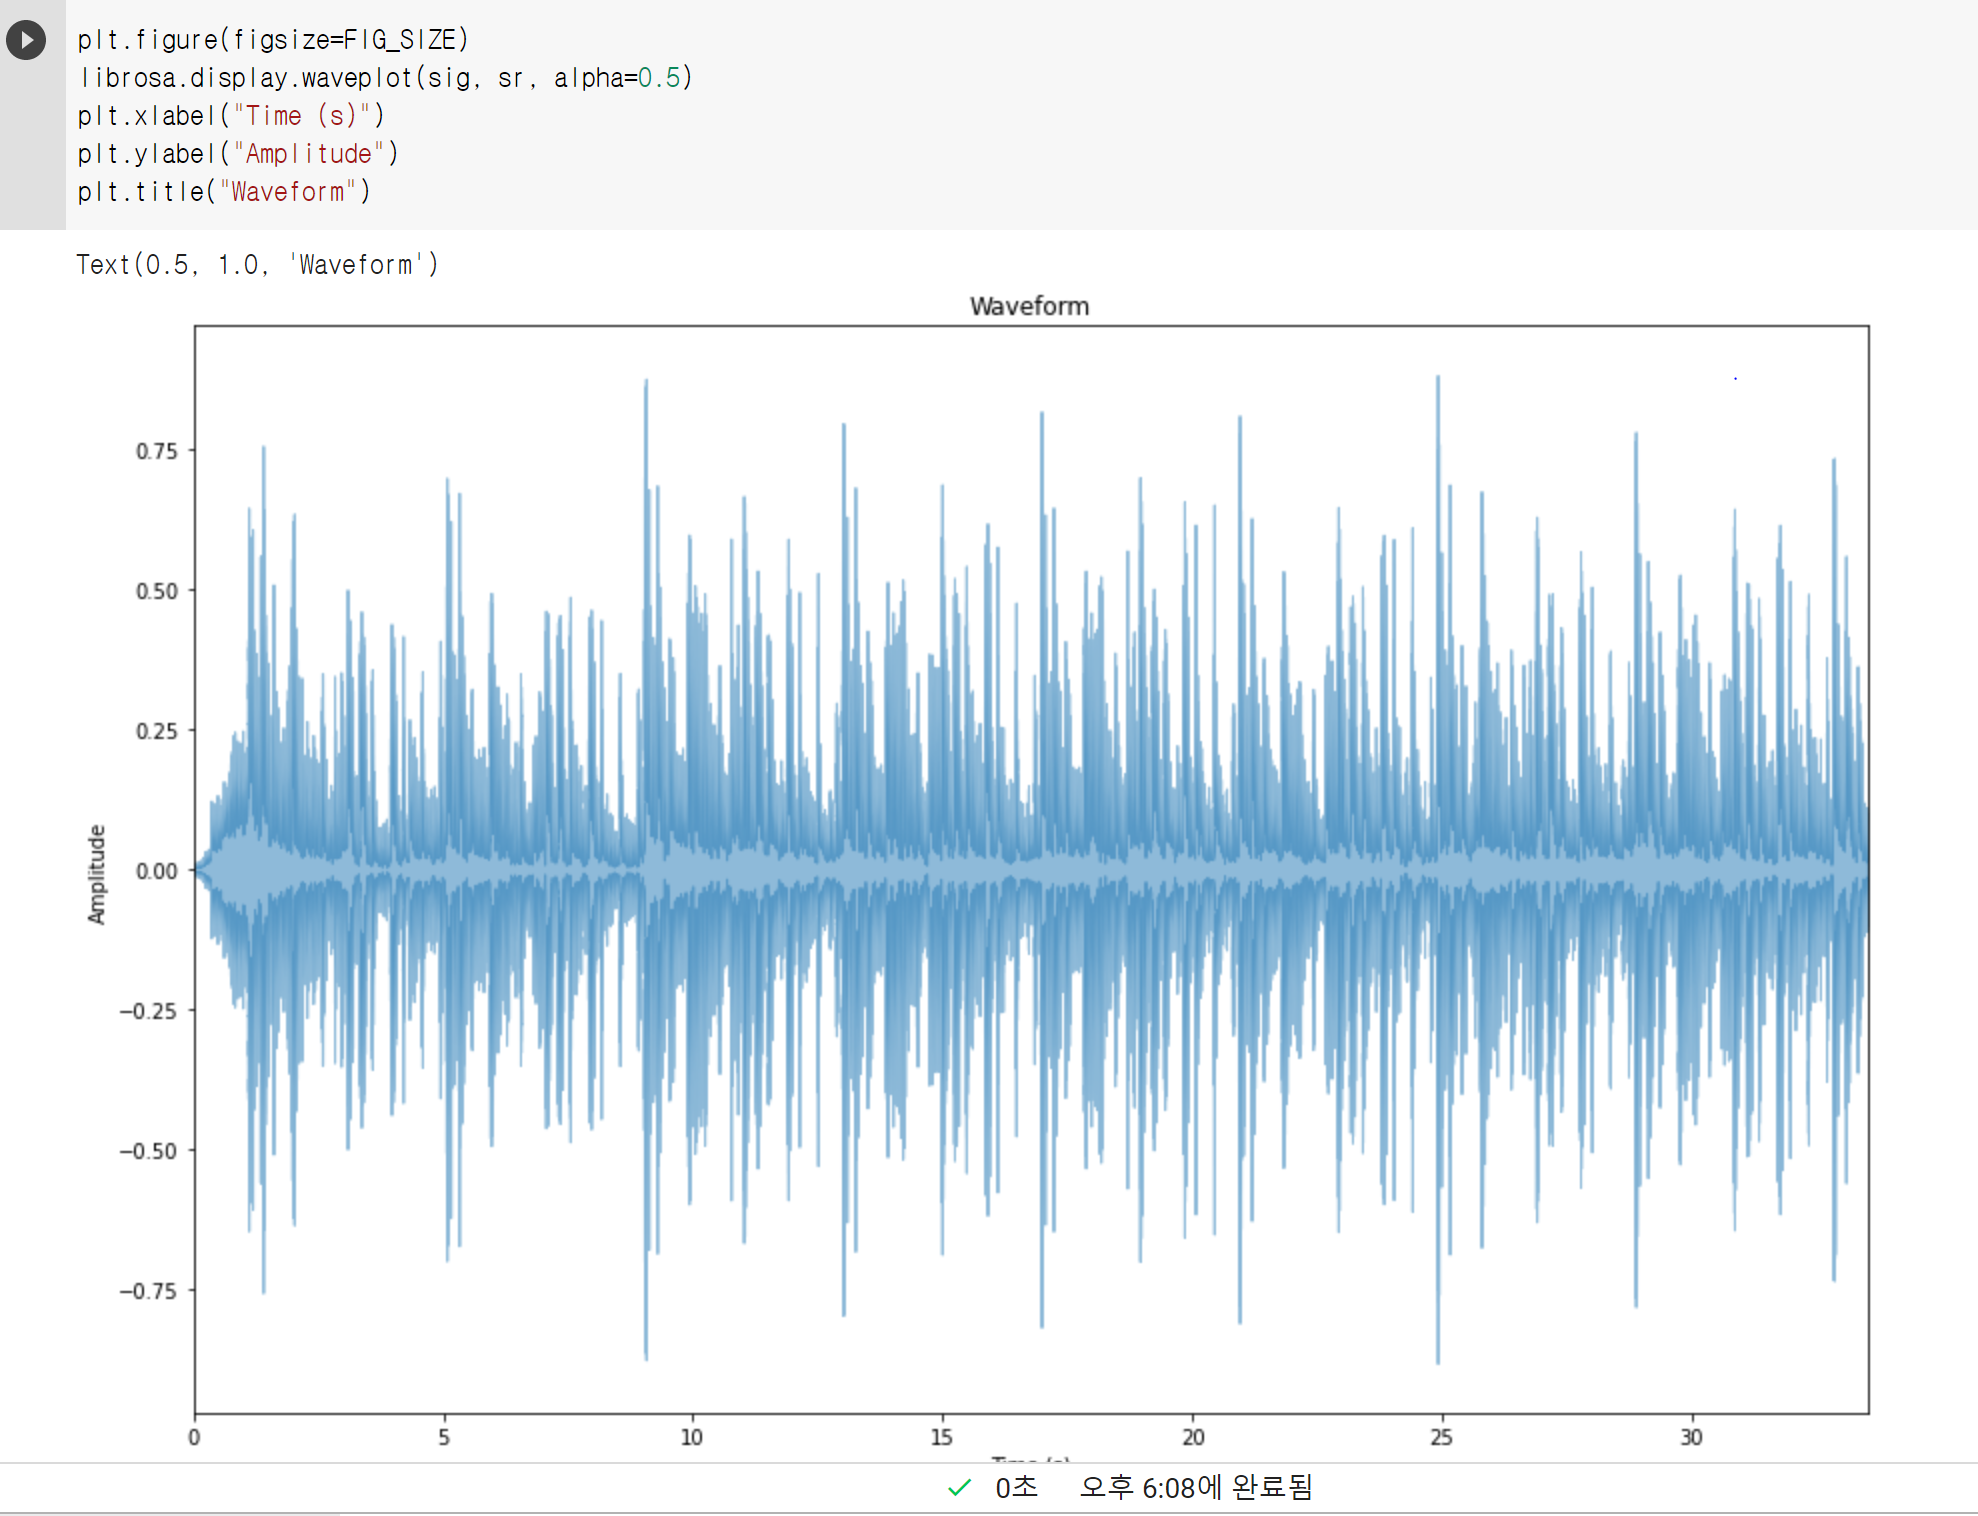 plt.figure(figsize=FIG_SIZE)
librosa.display.waveplot(sig, sr, alpha=0.5)
plt.xlabel("Time (s)")
plt.ylabel("Amplitude")
plt.title("Waveform")
Text(0.5, 1.0, 'Waveform')
Waveform
0.75
0.50
0.25
0.00
−0.25
−0.50
−0.75
Amplitude
0 5 10 15 20 25 30
Time (s)
0초 오후 6:08에 완료됨